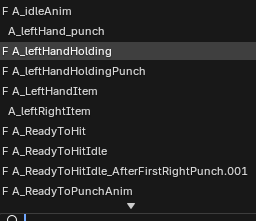 F A_idleAnim
A_leftHand_punch
F A_leftHandHolding
F A_leftHandHoldingPunch
F A_LeftHandItem
A_leftRightItem
F A_ReadyToHit
F A_ReadyToHitIdle
F A_ReadyToHitIdle_AfterFirstRightPunch.001
F A_ReadyToPunchAnim